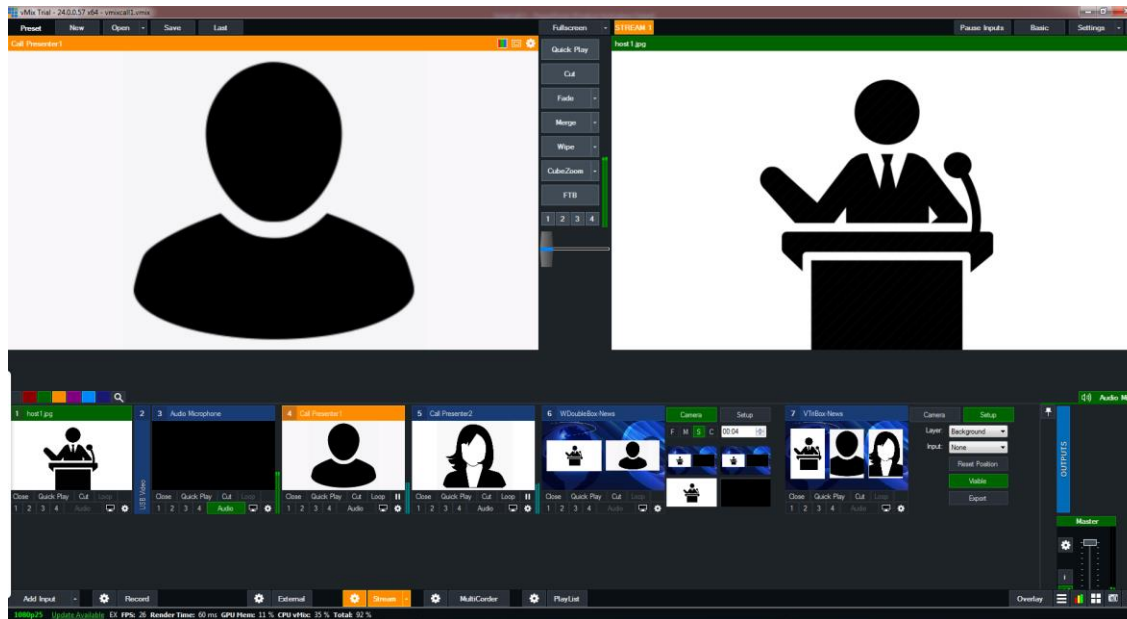 vMix Trial - 24.0.0.57 x64 - vmixcall1.vmix
Preset New Open Save Last Fullscreen STREAM 1 Pause Inputs Basic Settings
Call Presenter1 host1.jpg
Quick Play
Cut
Fade
Merge
Wipe
CubeZoom
FTB
1 2 3 4
Audio
1 host1.jpg 2 3 Audio Microphone 4 Call Presenter1 5 Call Presenter2 6 WDoubleBox-News Camera Setup 7 VTriBox-News Camera Setup
F M S C 00:04
Layer: Background
Input: None
Reset Position
Visible
Export
USB Video
OUTPUTS
Close Quick Play Cut Loop Close Quick Play Cut Loop Close Quick Play Cut Loop Close Quick Play Cut Loop Close Quick Play Cut Loop Close Quick Play Cut Loop
1 2 3 4 Audio 1 2 3 4 Audio 1 2 3 4 Audio 1 2 3 4 Audio 1 2 3 4 Audio 1 2 3 4 Audio
Master
Add Input Record External Stream MultiCorder PlayList Overlay
1080p25 Update Available EX FPS: 26 Render Time: 60 ms GPU Mem: 11 % CPU vMix: 35 % Total: 92 %